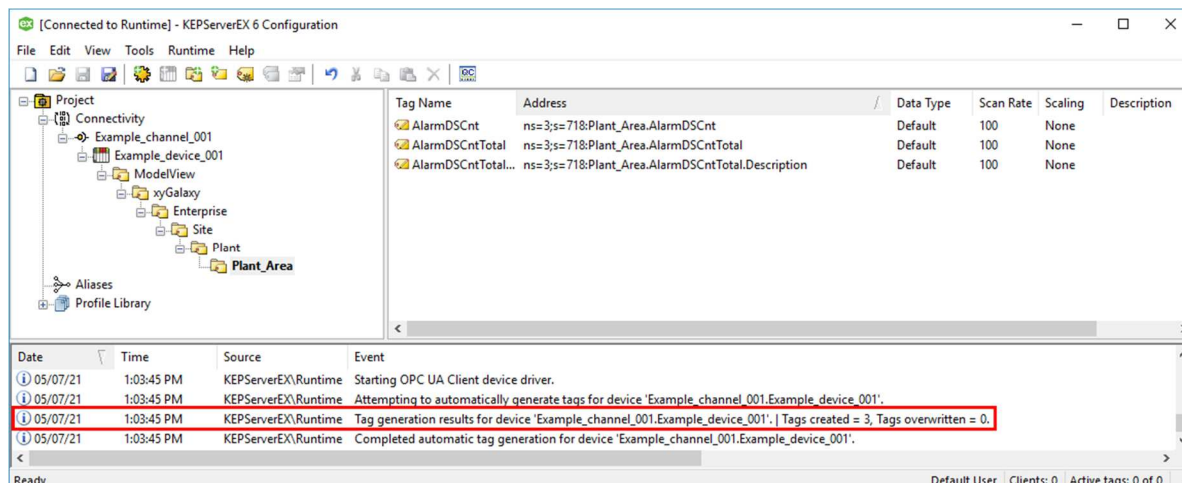 [Connected to Runtime] - KEPServerEX 6 Configuration
File Edit View Tools Runtime Help
Project
Connectivity
Example_channel_001
Example_device_001
ModelView
xyGalaxy
Enterprise
Site
Plant
Plant_Area
Aliases
Profile Library
Tag Name Address Data Type Scan Rate Scaling Description
AlarmDSCnt ns=3;s=718:Plant_Area.AlarmDSCnt Default 100 None
AlarmDSCntTotal ns=3;s=718:Plant_Area.AlarmDSCntTotal Default 100 None
AlarmDSCntTotal... ns=3;s=718:Plant_Area.AlarmDSCntTotal.Description Default 100 None
Date Time Source Event
05/07/21 1:03:45 PM KEPServerEX\Runtime Starting OPC UA Client device driver.
05/07/21 1:03:45 PM KEPServerEX\Runtime Attempting to automatically generate tags for device 'Example_channel_001.Example_device_001'.
05/07/21 1:03:45 PM KEPServerEX\Runtime Tag generation results for device 'Example_channel_001.Example_device_001'. | Tags created = 3, Tags overwritten = 0.
05/07/21 1:03:45 PM KEPServerEX\Runtime Completed automatic tag generation for device 'Example_channel_001.Example_device_001'.
Ready Default User Clients: 0 Active tags: 0 of 0